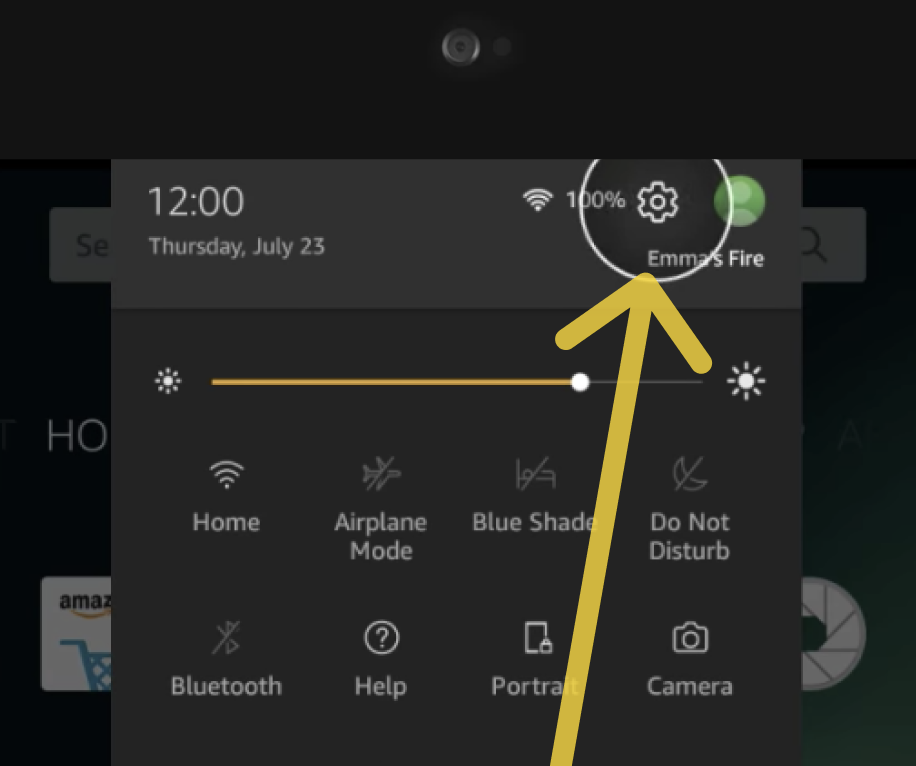 12:00
100%
Thursday, July 23
Emma's Fire
Se
HO
Home
Airplane
Mode
Blue Shade
Do Not
Disturb
amaz
Bluetooth
Help
Portrait
Camera